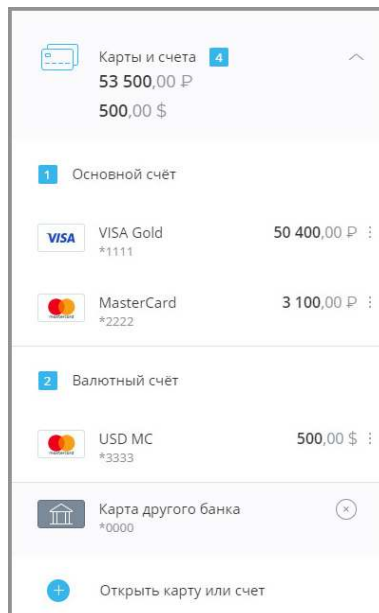 Карты и счета 4
53 500,00 ₽
500,00 $
1 Основной счёт
VISA VISA Gold 50 400,00 ₽
*1111
MasterCard 3 100,00 ₽
*2222
2 Валютный счёт
USD MC 500,00 $
*3333
Карта другого банка
*0000
Открыть карту или счет